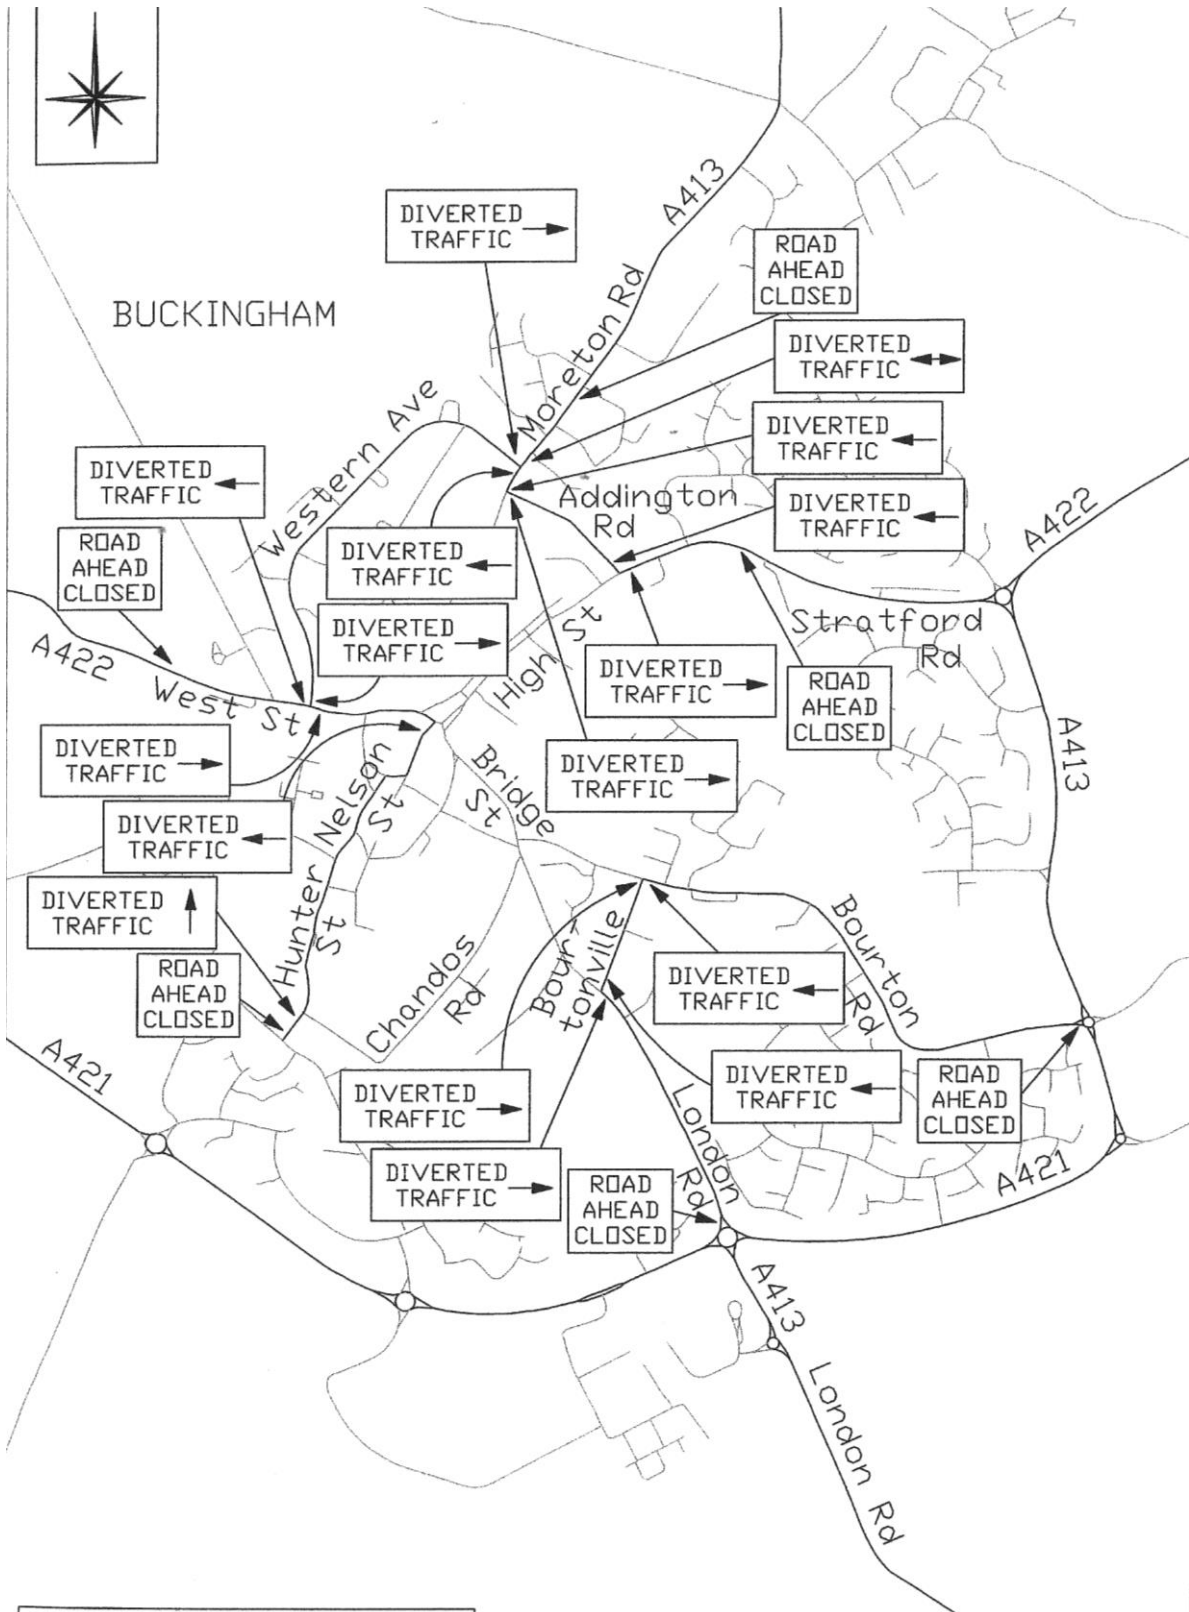 A413
DIVERTED
TRAFFIC
ROAD
AHEAD
CLOSED
BUCKINGHAM
Moreton Rd
DIVERTED
TRAFFIC
Western Ave
DIVERTED
TRAFFIC
DIVERTED
TRAFFIC
Addington
Rd
DIVERTED
TRAFFIC
A422
ROAD
AHEAD
CLOSED
DIVERTED
TRAFFIC
DIVERTED
TRAFFIC
Stratford
Rd
A422
West St
High St
DIVERTED
TRAFFIC
ROAD
AHEAD
CLOSED
A413
DIVERTED
TRAFFIC
DIVERTED
TRAFFIC
Nelson
St
Bridge
St
DIVERTED
TRAFFIC
DIVERTED
TRAFFIC
Hunter
St
ROAD
AHEAD
CLOSED
Chandos
Rd
Bour-
tonville
Bourton
Rd
DIVERTED
TRAFFIC
A421
DIVERTED
TRAFFIC
DIVERTED
TRAFFIC
ROAD
AHEAD
CLOSED
London
Rd
DIVERTED
TRAFFIC
ROAD
AHEAD
CLOSED
A421
A413
London Rd